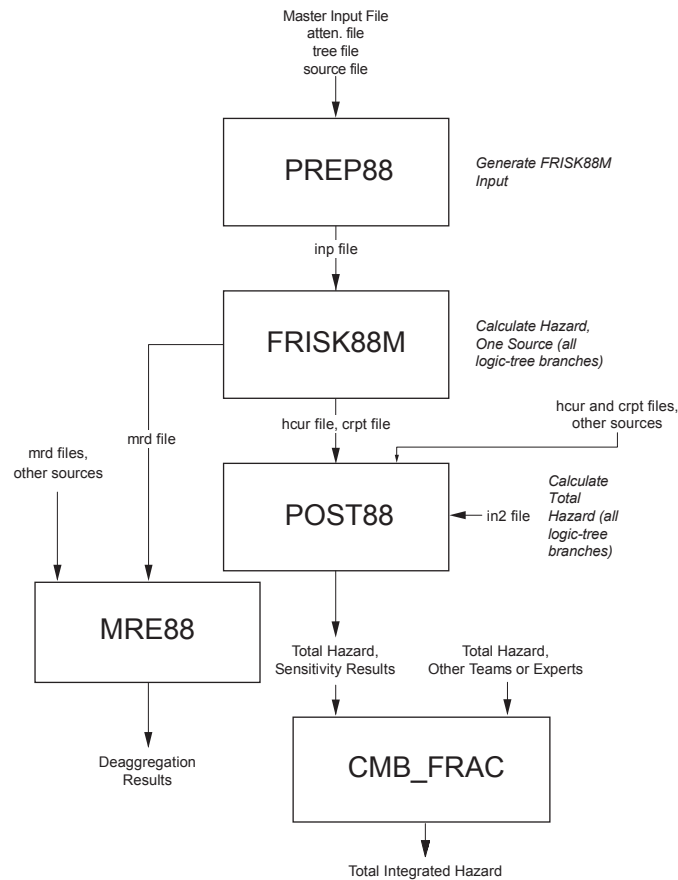 Master Input File
atten. file
tree file
source file
PREP88
Generate FRISK88M
Input
inp file
FRISK88M
Calculate Hazard,
One Source (all
logic-tree branches)
mrd file
hcur file, crpt file
hcur and crpt files,
other sources
mrd files,
other sources
POST88
in2 file
Calculate
Total
Hazard (all
logic-tree
branches)
MRE88
Total Hazard,
Sensitivity Results
Total Hazard,
Other Teams or Experts
Deaggregation
Results
CMB_FRAC
Total Integrated Hazard